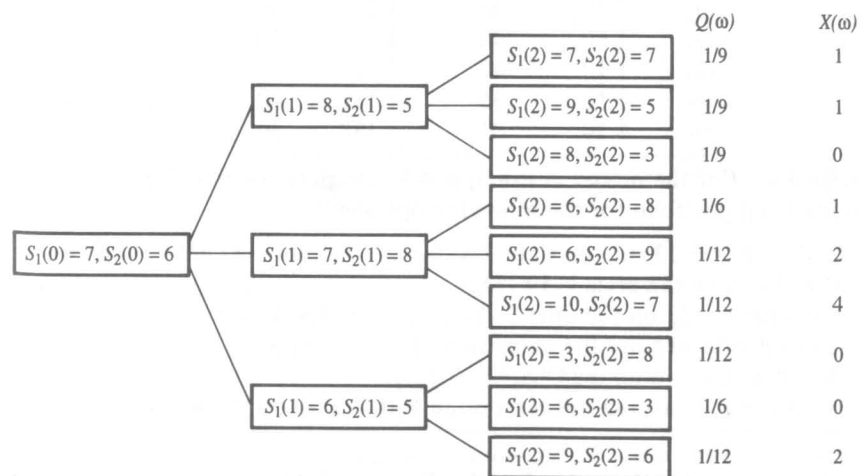 Q(ω) X(ω)
S₁(2) = 7, S₂(2) = 7 1/9 1
S₁(1) = 8, S₂(1) = 5 S₁(2) = 9, S₂(2) = 5 1/9 1
S₁(2) = 8, S₂(2) = 3 1/9 0
S₁(2) = 6, S₂(2) = 8 1/6 1
S₁(0) = 7, S₂(0) = 6 S₁(1) = 7, S₂(1) = 8 S₁(2) = 6, S₂(2) = 9 1/12 2
S₁(2) = 10, S₂(2) = 7 1/12 4
S₁(2) = 3, S₂(2) = 8 1/12 0
S₁(1) = 6, S₂(1) = 5 S₁(2) = 6, S₂(2) = 3 1/6 0
S₁(2) = 9, S₂(2) = 6 1/12 2